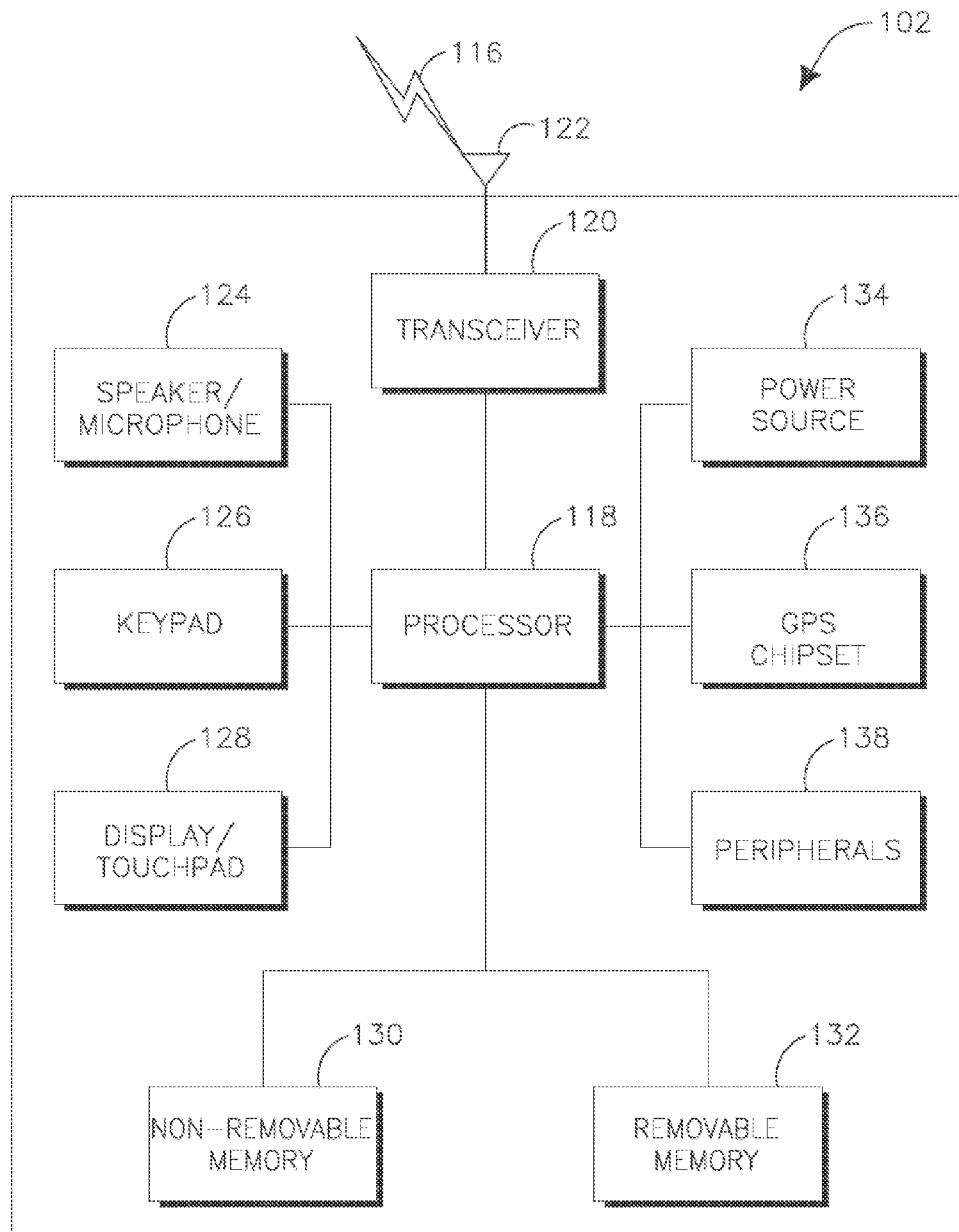 102
116
122
120
TRANSCEIVER
124
SPEAKER/
MICROPHONE
134
POWER
SOURCE
126
KEYPAD
118
PROCESSOR
136
GPS
CHIPSET
128
DISPLAY/
TOUCHPAD
138
PERIPHERALS
130
NON-REMOVABLE
MEMORY
132
REMOVABLE
MEMORY